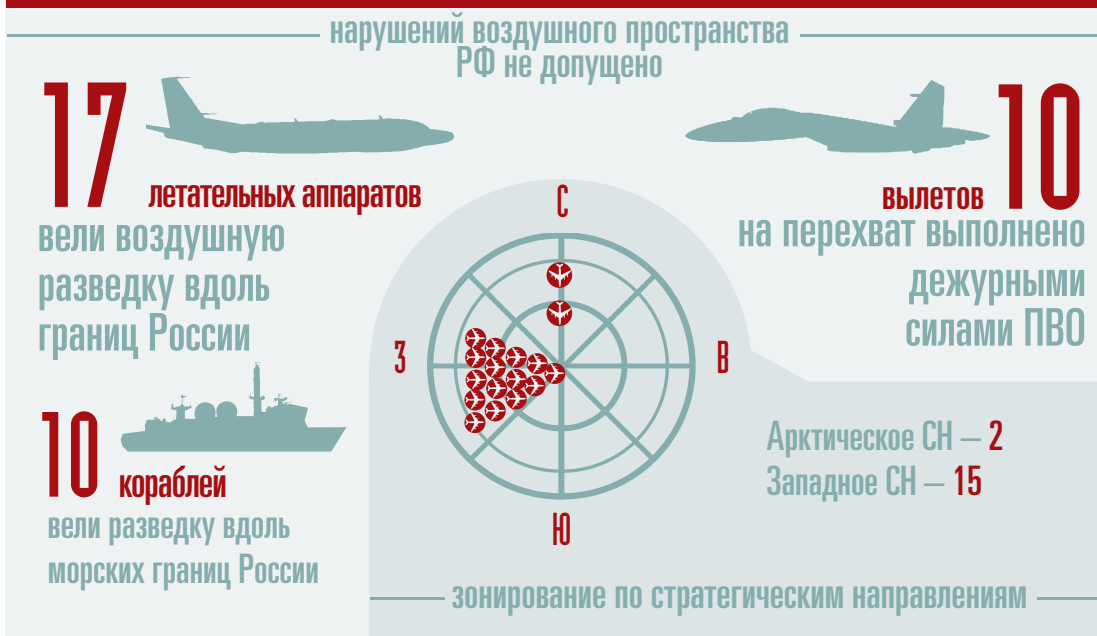 нарушений воздушного пространства
РФ не допущено
17
летательных аппаратов
вели воздушную
разведку вдоль
границ России
10
вылетов
на перехват выполнено
дежурными
силами ПВО
10
кораблей
вели разведку вдоль
морских границ России
С
З
В
Ю
Арктическое СН – 2
Западное СН – 15
зонирование по стратегическим направлениям